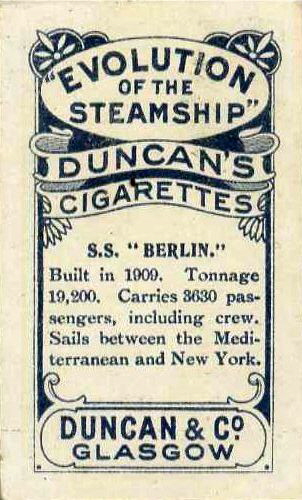 "EVOLUTION
OF THE
STEAMSHIP"
DUNCAN'S
CIGARETTES
S.S. "BERLIN."
Built in 1909. Tonnage
19,200. Carries 3630 pas-
sengers, including crew.
Sails between the Medi-
terranean and New York.
DUNCAN & Co
GLASGOW